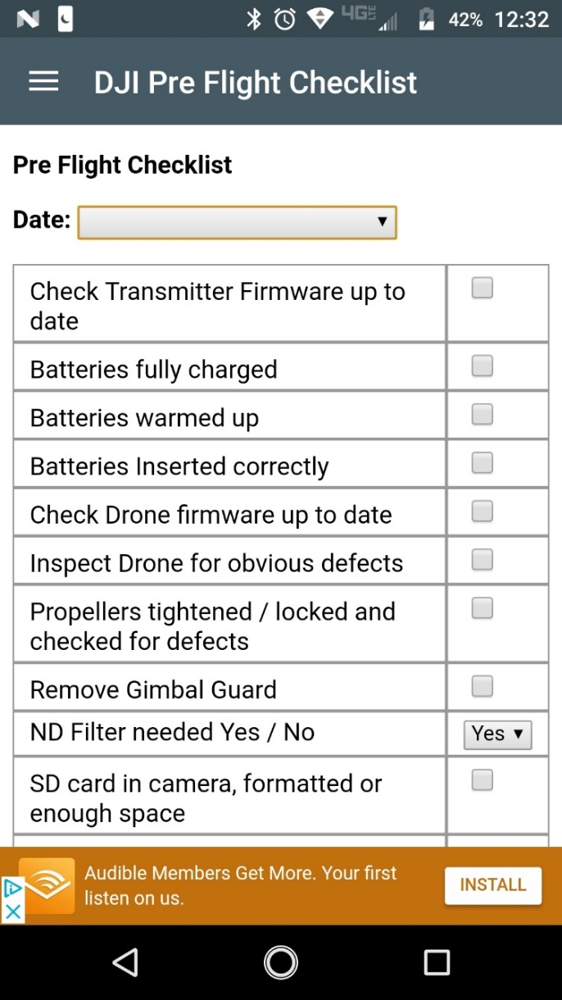 4G LTE 42% 12:32
DJI Pre Flight Checklist
Pre Flight Checklist
Date:
Check Transmitter Firmware up to
date
Batteries fully charged
Batteries warmed up
Batteries Inserted correctly
Check Drone firmware up to date
Inspect Drone for obvious defects
Propellers tightened / locked and
checked for defects
Remove Gimbal Guard
ND Filter needed Yes / No
Yes
SD card in camera, formatted or
enough space
Audible Members Get More. Your first
listen on us.
INSTALL